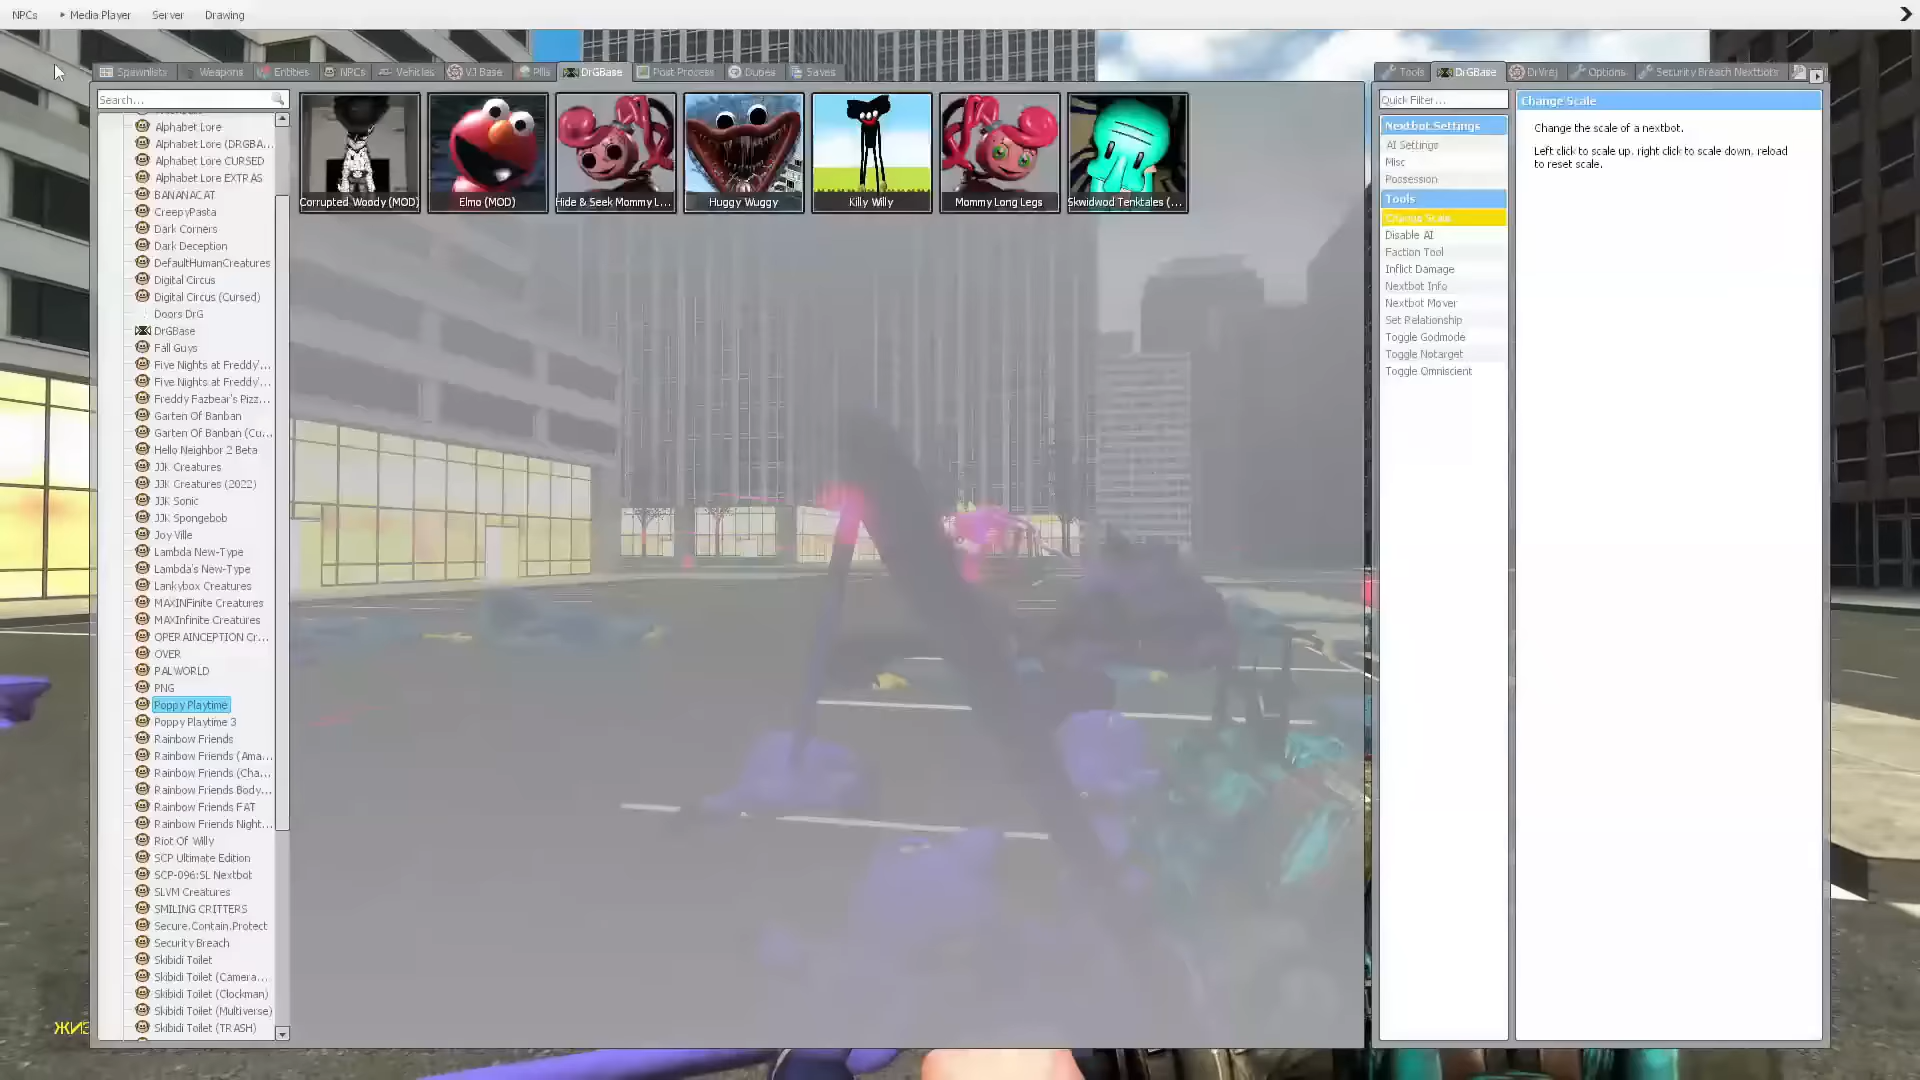 NPCs
Media Player
Server
Drawing
Spawnlists
Weapons
Entities
NPCs
Vehicles
VJ Base
Pills
DrGBase
Post Process
Dupes
Saves
Tools
DrGBase
DrVrej
Options
Security Breach Nextbots
Search...
Alphabet Lore
Alphabet Lore (DRGBA...
Alphabet Lore CURSED
Alphabet Lore EXTRAS
BANANACAT
CreepyPasta
Dark Corners
Dark Deception
DefaultHumanCreatures
Digital Circus
Digital Circus (Cursed)
Doors DrG
DrGBase
Fall Guys
Five Nights at Freddy'...
Five Nights at Freddy'...
Freddy Fazbear's Pizz...
Garten Of Banban
Garten Of Banban (Cu...
Hello Neighbor 2 Beta
JJK Creatures
JJK Creatures (2022)
JJK Sonic
JJK Spongebob
Joy Ville
Lambda New-Type
Lambda's New-Type
Lankybox Creatures
MAXINFinite Creatures
MAXInfinite Creatures
OPERAINCEPTION Cr...
OVER
PALWORLD
PNG
Poppy Playtime
Poppy Playtime 3
Rainbow Friends
Rainbow Friends (Ama...
Rainbow Friends (Cha...
Rainbow Friends Body...
Rainbow Friends FAT
Rainbow Friends Night...
Riot Of Willy
SCP Ultimate Edition
SCP-096:SL Nextbot
SLVM Creatures
SMILING CRITTERS
Secure.Contain.Protect
Security Breach
Skibidi Toilet
Skibidi Toilet (Camera...
Skibidi Toilet (Clockman)
Skibidi Toilet (Multiverse)
Skibidi Toilet (TRASH)
Corrupted Woody (MOD)
Elmo (MOD)
Hide & Seek Mommy L...
Huggy Wuggy
Killy Willy
Mommy Long Legs
Skwidwod Tenktales (...
Quick Filter...
Nextbot Settings
AI Settings
Misc
Possession
Tools
Change Scale
Disable AI
Faction Tool
Inflict Damage
Nextbot Info
Nextbot Mover
Set Relationship
Toggle Godmode
Toggle Notarget
Toggle Omniscient
Change Scale
Change the scale of a nextbot.
Left click to scale up, right click to scale down, reload
to reset scale.